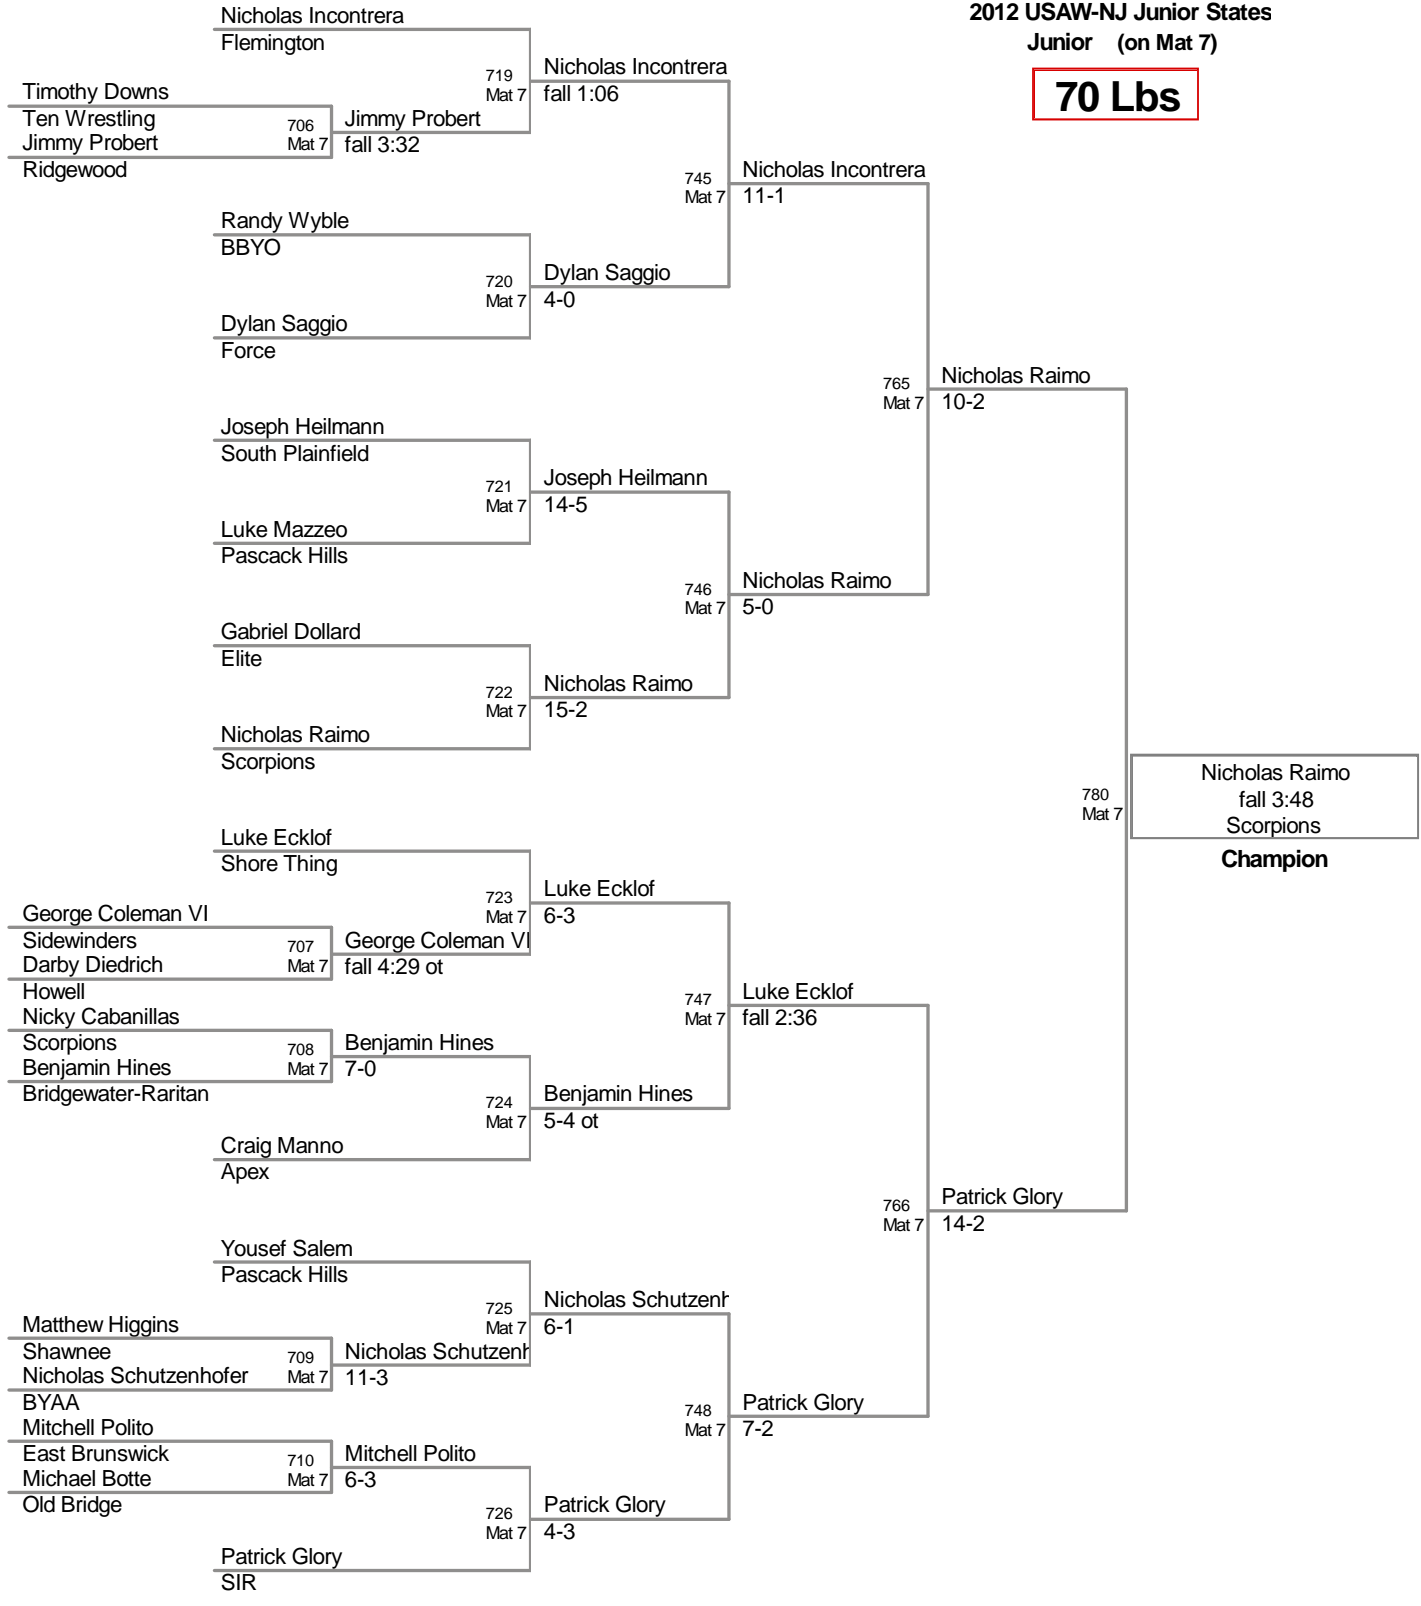 2012 USAW-NJ Junior States
Junior (on Mat 7)
70 Lbs
Nicholas Incontrera
Flemington
Timothy Downs
Ten Wrestling
Jimmy Probert
Ridgewood
706
Mat 7
Jimmy Probert
fall 3:32
719
Mat 7
Nicholas Incontrera
fall 1:06
Randy Wyble
BBYO
Dylan Saggio
Force
720
Mat 7
Dylan Saggio
4-0
745
Mat 7
Nicholas Incontrera
11-1
Joseph Heilmann
South Plainfield
Luke Mazzeo
Pascack Hills
721
Mat 7
Joseph Heilmann
14-5
Gabriel Dollard
Elite
Nicholas Raimo
Scorpions
722
Mat 7
Nicholas Raimo
15-2
746
Mat 7
Nicholas Raimo
5-0
765
Mat 7
Nicholas Raimo
10-2
Luke Ecklof
Shore Thing
George Coleman VI
Sidewinders
Darby Diedrich
Howell
707
Mat 7
George Coleman VI
fall 4:29 ot
723
Mat 7
Luke Ecklof
6-3
Nicky Cabanillas
Scorpions
Benjamin Hines
Bridgewater-Raritan
708
Mat 7
Benjamin Hines
7-0
Craig Manno
Apex
724
Mat 7
Benjamin Hines
5-4 ot
747
Mat 7
Luke Ecklof
fall 2:36
Yousef Salem
Pascack Hills
Matthew Higgins
Shawnee
Nicholas Schutzenhofer
BYAA
709
Mat 7
Nicholas Schutzenh
11-3
725
Mat 7
Nicholas Schutzenh
6-1
Mitchell Polito
East Brunswick
Michael Botte
Old Bridge
710
Mat 7
Mitchell Polito
6-3
Patrick Glory
SIR
726
Mat 7
Patrick Glory
4-3
748
Mat 7
Patrick Glory
7-2
766
Mat 7
Patrick Glory
14-2
780
Mat 7
Nicholas Raimo
fall 3:48
Scorpions
Champion